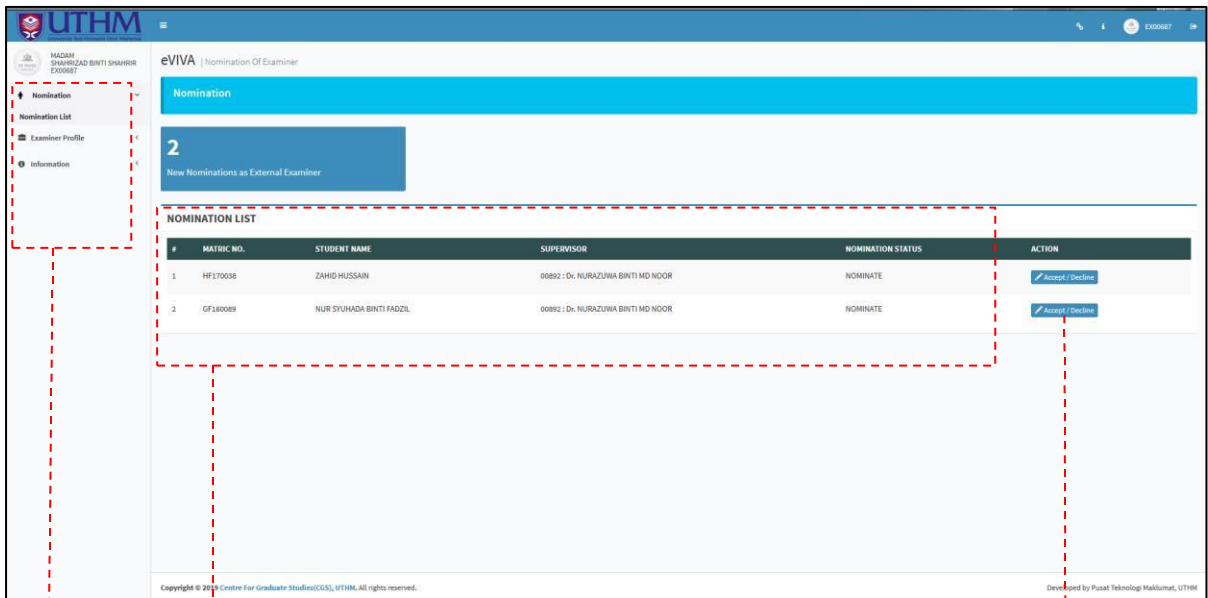 UTHM
EX00687
MADAM
SHAHRIZAD BINTI SHAHRIR
EX00687
Nomination
Nomination List
Examiner Profile
Information
eVIVA | Nomination Of Examiner
Nomination
2
New Nominations as External Examiner
NOMINATION LIST
# MATRIC NO. STUDENT NAME SUPERVISOR NOMINATION STATUS ACTION
1 HF170038 ZAHID HUSSAIN 00892 : Dr. NURAZUWA BINTI MD NOOR NOMINATE Accept / Decline
2 GF160089 NUR SYUHADA BINTI FADZIL 00892 : Dr. NURAZUWA BINTI MD NOOR NOMINATE Accept / Decline
Copyright © 2019 Centre For Graduate Studies(CGS), UTHM. All rights reserved. Developed by Pusat Teknologi Maklumat, UTHM